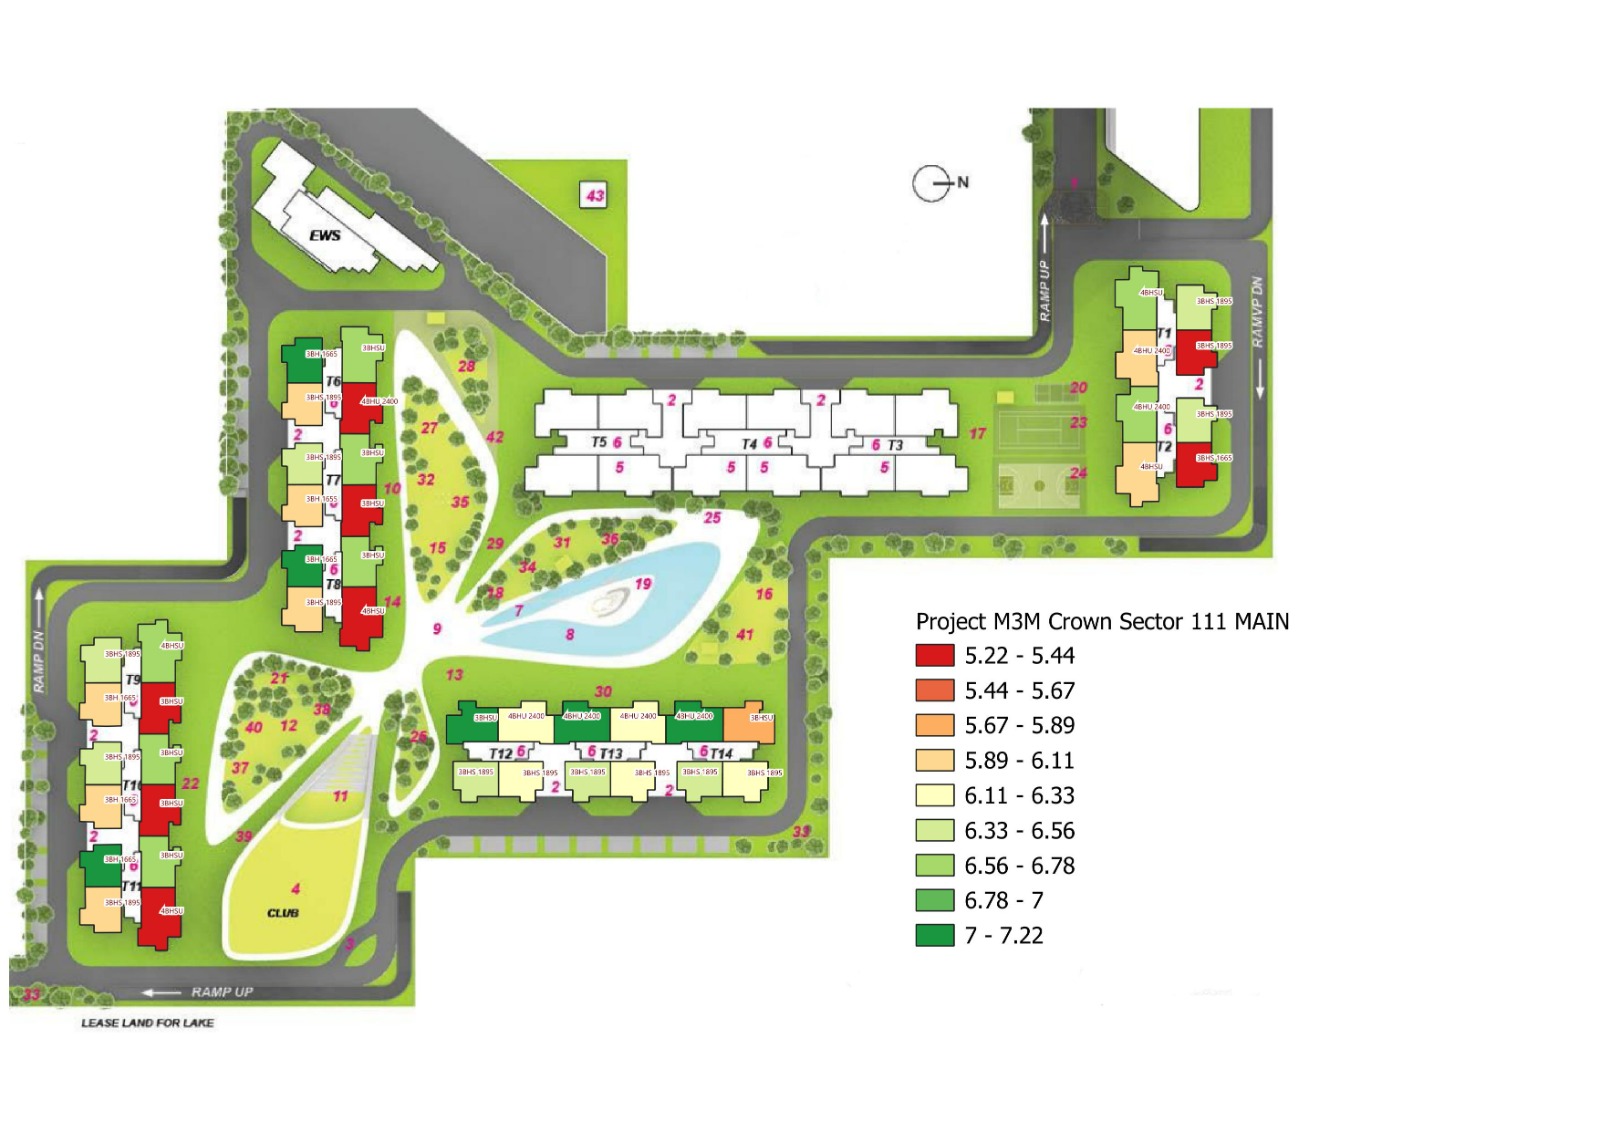 43
N
9
EWS
RAMP UP
RAMVP DN
4BHSU
3BHS 1895
T1
4BHU 2400
3BHS 1895
6
2
4BHU 2400
3BHS 1895
6
T2
4BHSU
3BHS 1665
3BH 1665
3BHSU
T6
3BHS 1895
6
4BHU 2400
2
3BHS 1895
3BHSU
T7
3BH 1655
6
3BHSU
2
3BH 1665
3BHSU
6
T8
3BHS 1895
4BHSU
28
27
42
32
10
35
15
29
14
2
2
T5 6
T4 6
6 T3
5
5
5
5
17
20
23
24
25
31
36
34
18
7
19
8
16
41
9
13
30
RAMP DN
3BHS 1895
4BHSU
T9
3BH 1665
6
3BHSU
2
3BHS 1895
3BHSU
T10
3BH 1665
6
3BHSU
2
3BH 1665
3BHSU
6
T11
3BHS 1895
4BHSU
22
21
38
40
12
37
26
11
39
4
CLUB
3
3BHSU
4BHU 2400
4BHU 2400
4BHU 2400
4BHU 2400
3BHSU
T12 6
6 T13
6 T14
3BHS 1895
3BHS 1895
3BHS 1895
3BHS 1895
3BHS 1895
3BHS 1895
2
2
33
33
RAMP UP
LEASE LAND FOR LAKE
Project M3M Crown Sector 111 MAIN
5.22 - 5.44
5.44 - 5.67
5.67 - 5.89
5.89 - 6.11
6.11 - 6.33
6.33 - 6.56
6.56 - 6.78
6.78 - 7
7 - 7.22